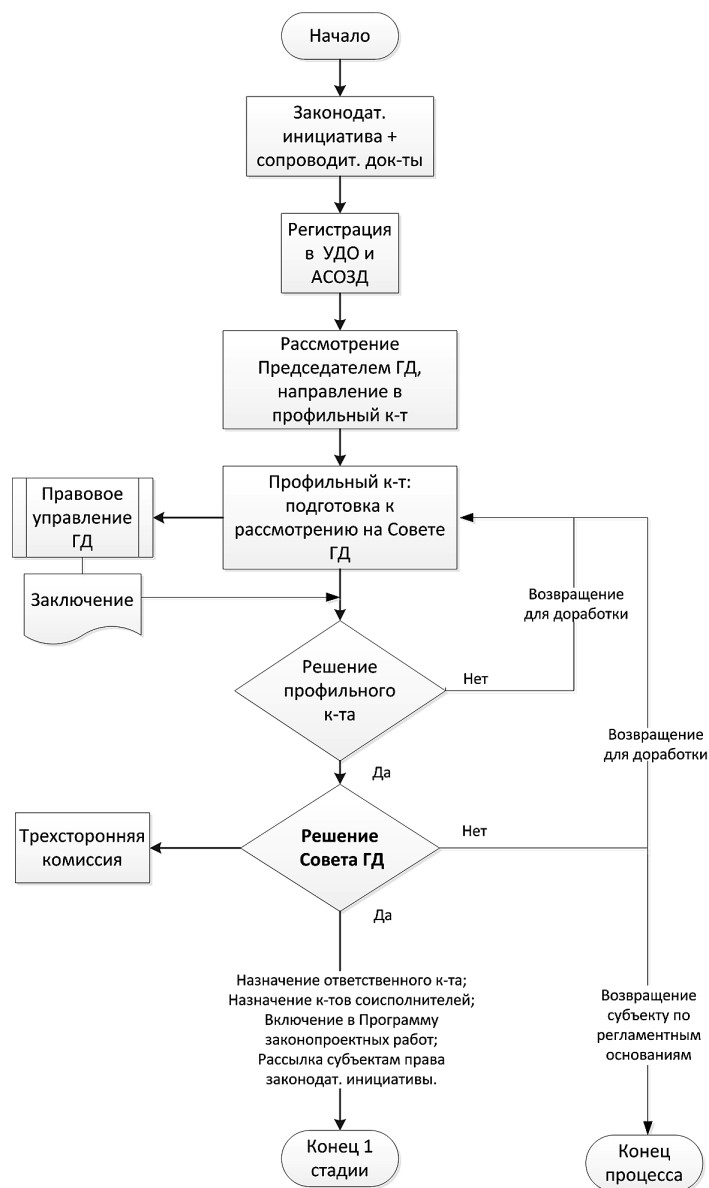 Начало
Законодат.
инициатива +
сопроводит. док-ты
Регистрация
в УДО и
АСОЗД
Рассмотрение
Председателем ГД,
направление в
профильный к-т
Профильный к-т:
подготовка к
рассмотрению на Совете
ГД
Правовое
управление
ГД
Заключение
Возвращение
для доработки
Решение
профильного
к-та
Нет
Возвращение
для доработки
Да
Трехсторонняя
комиссия
Решение
Совета ГД
Нет
Да
Назначение ответственного к-та;
Назначение к-тов соисполнителей;
Включение в Программу
законопроектных работ;
Рассылка субъектам права
законодат. инициативы.
Возвращение
субъекту по
регламентным
основаниям
Конец 1
стадии
Конец
процесса